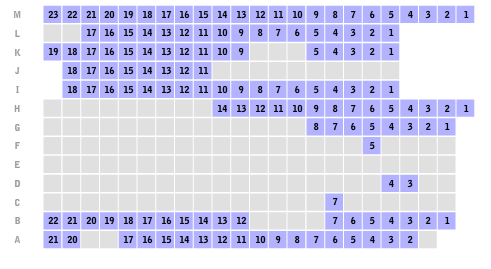 M 23 22 21 20 19 18 17 16 15 14 13 12 11 10 9 8 7 6 5 4 3 2 1
L 17 16 15 14 13 12 11 10 9 8 7 6 5 4 3 2 1
K 19 18 17 16 15 14 13 12 11 10 9 5 4 3 2 1
J 18 17 16 15 14 13 12 11
I 18 17 16 15 14 13 12 11 10 9 8 7 6 5 4 3 2 1
H 14 13 12 11 10 9 8 7 6 5 4 3 2 1
G 8 7 6 5 4 3 2 1
F 5
E
D 4 3
C 7
B 22 21 20 19 18 17 16 15 14 13 12 7 6 5 4 3 2 1
A 21 20 17 16 15 14 13 12 11 10 9 8 7 6 5 4 3 2